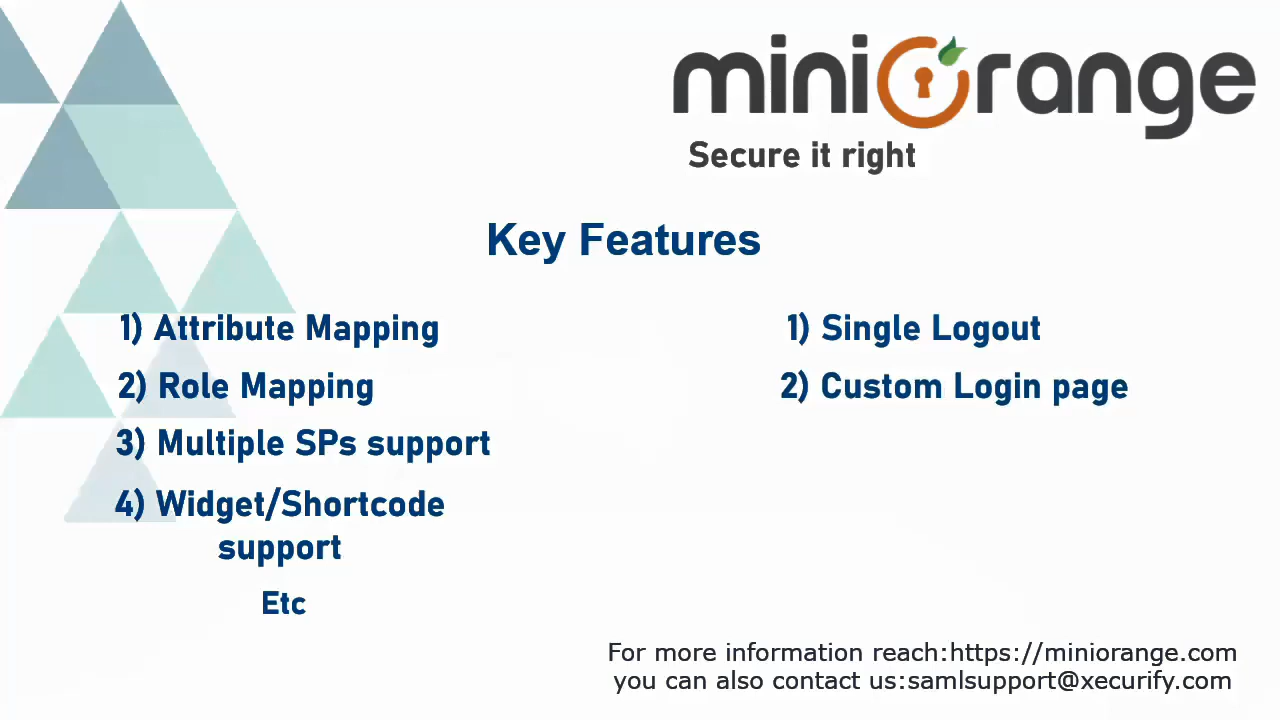 miniOrange
Secure it right
Key Features
1) Attribute Mapping
2) Role Mapping
3) Multiple SPs support
4) Widget/Shortcode
support
Etc
1) Single Logout
2) Custom Login page
For more information reach:https://miniorange.com
you can also contact us:samlsupport@xecurify.com